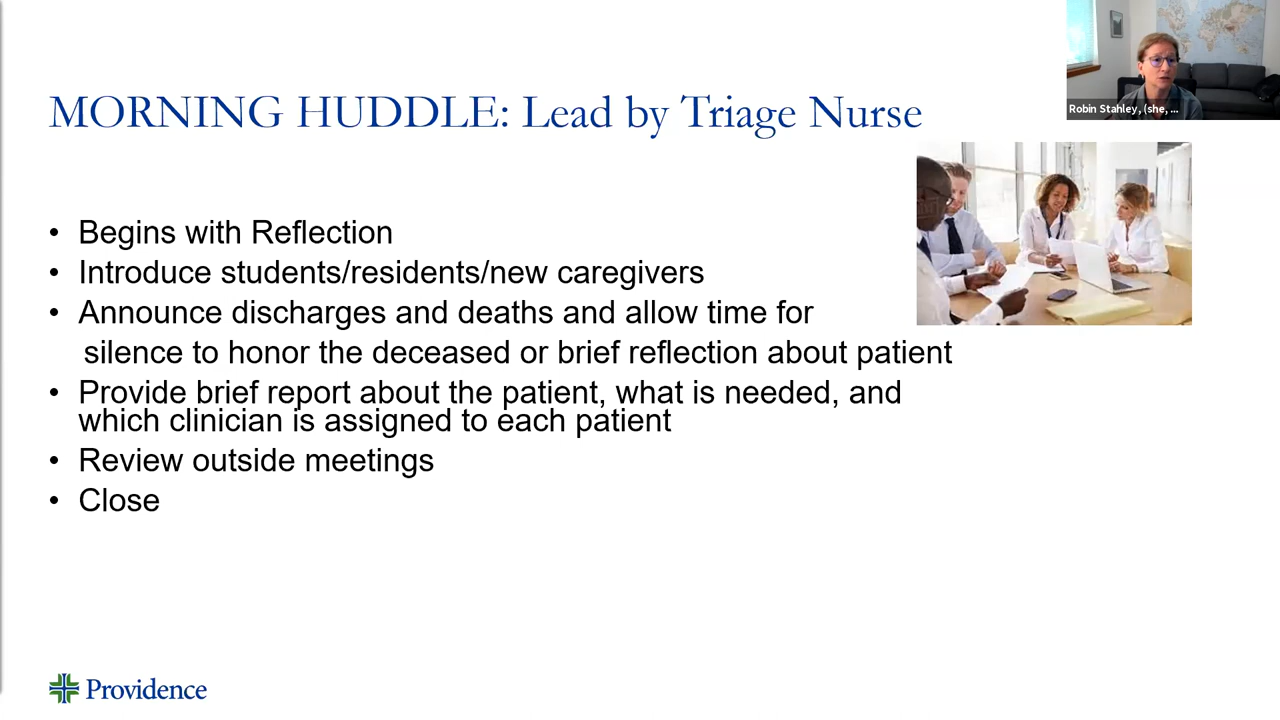 Robin Stahley, (she, ...
MORNING HUDDLE: Lead by Triage Nurse
• Begins with Reflection
• Introduce students/residents/new caregivers
• Announce discharges and deaths and allow time for
silence to honor the deceased or brief reflection about patient
• Provide brief report about the patient, what is needed, and
which clinician is assigned to each patient
• Review outside meetings
• Close
Providence